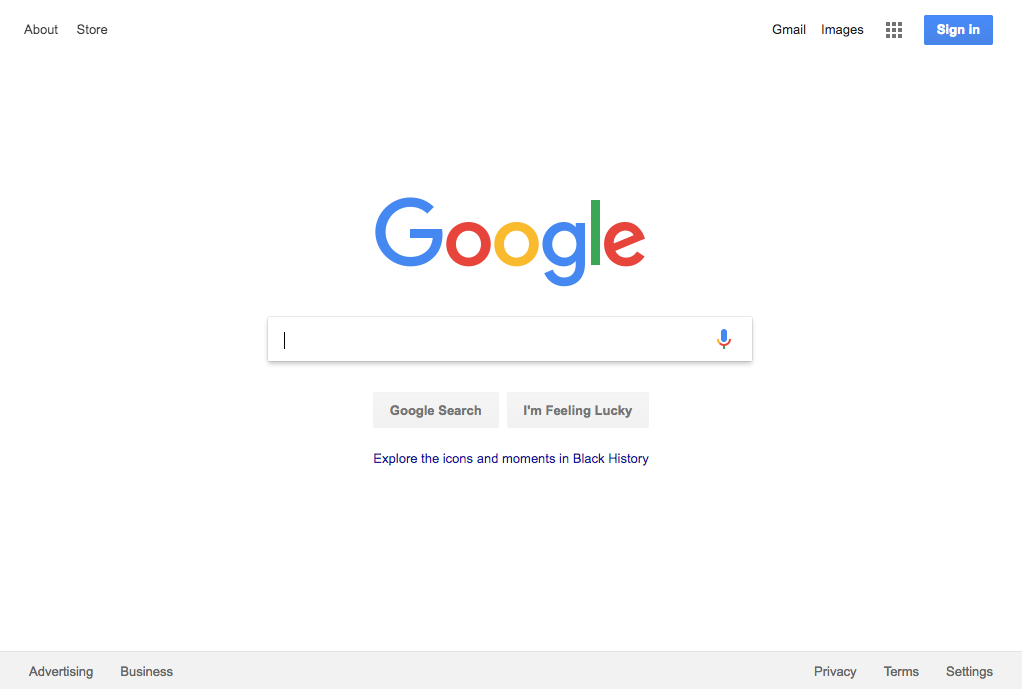 About Store Gmail Images Sign in
Google
Google Search I'm Feeling Lucky
Explore the icons and moments in Black History
Advertising Business Privacy Terms Settings